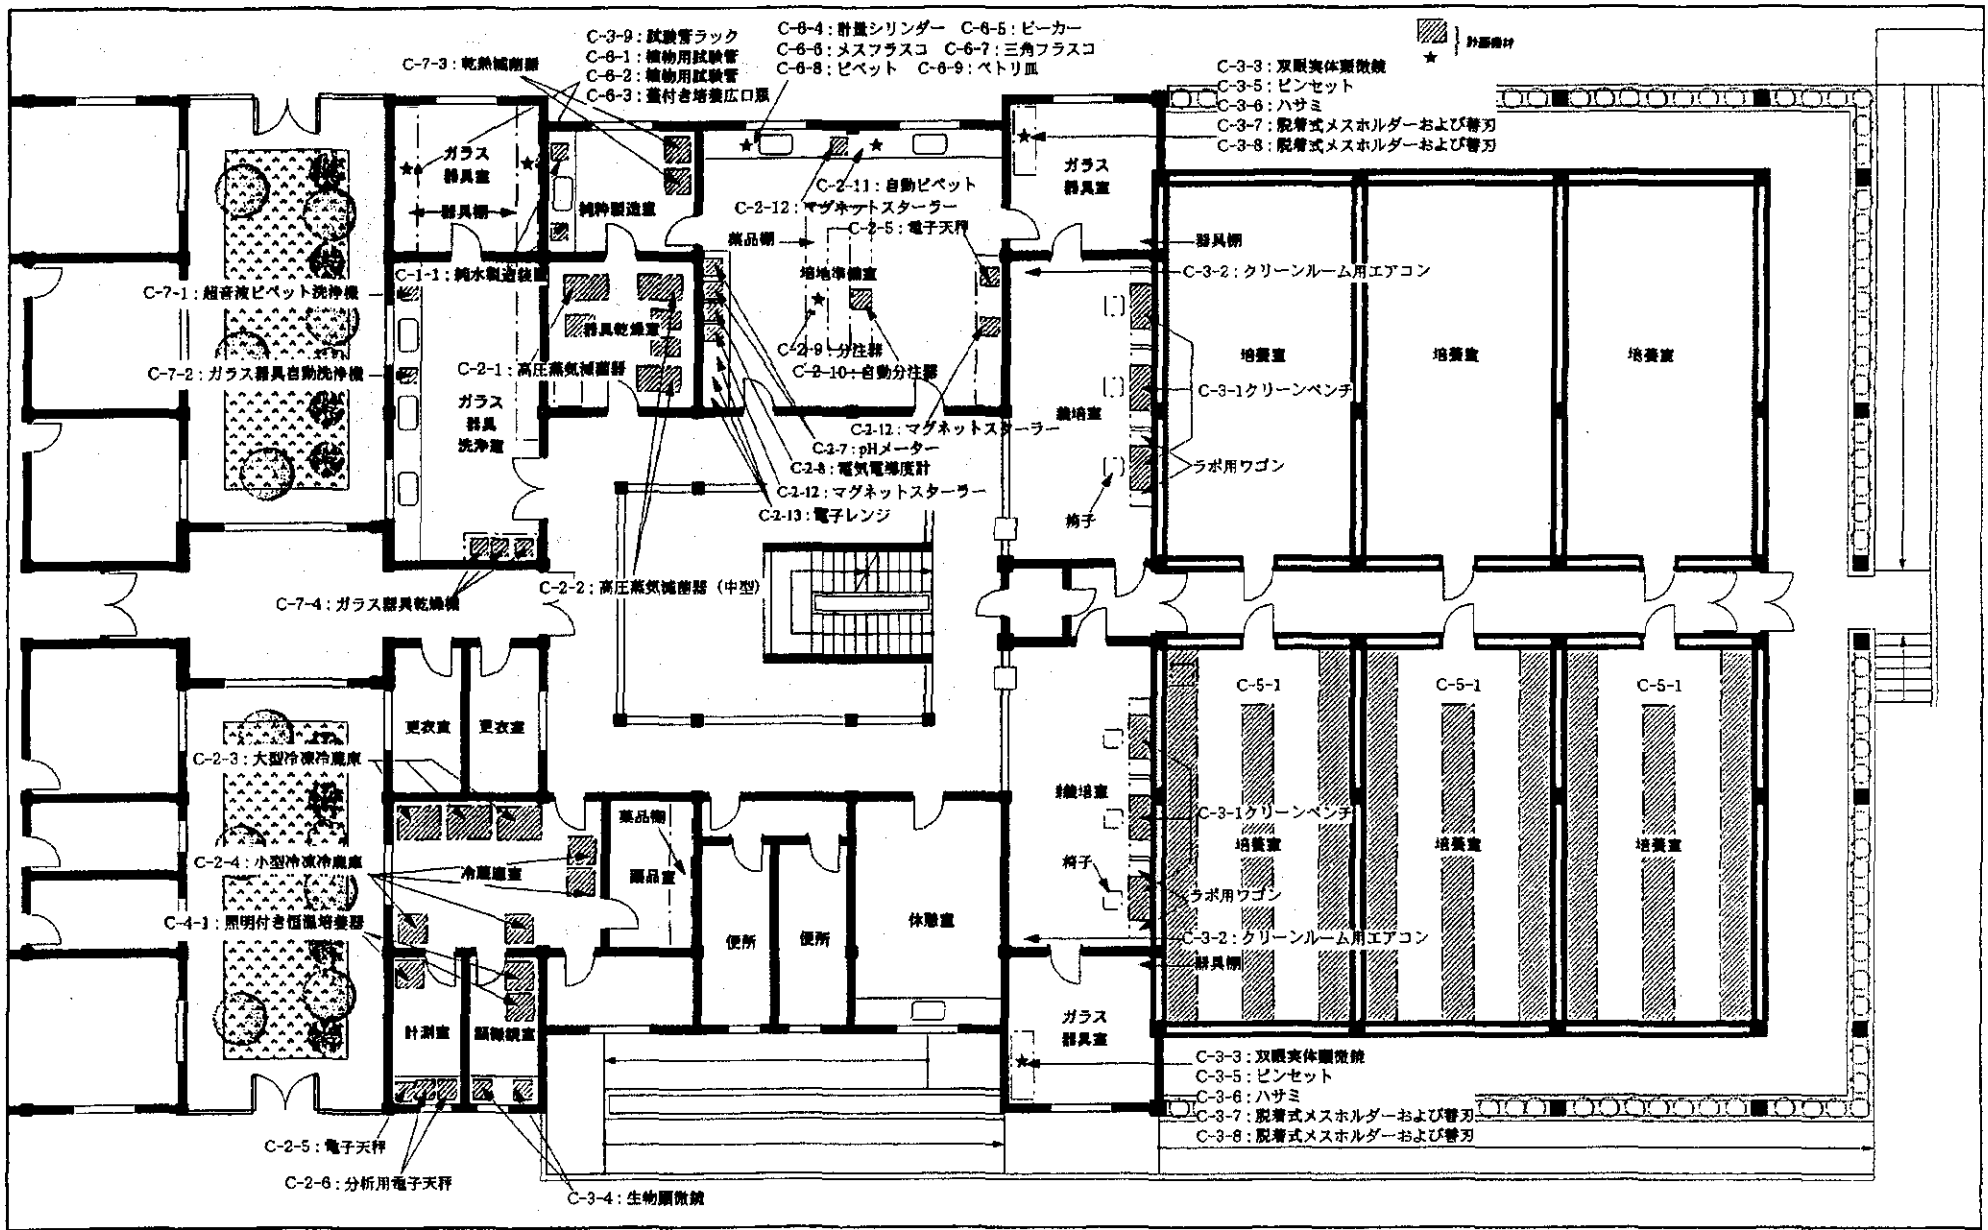 C-3-9：試験管ラック
C-6-1：植物用試験管
C-6-2：植物用試験管
C-6-3：蓋付き培養広口瓶
C-6-4：計量シリンダー　C-6-5：ビーカー
C-6-6：メスフラスコ　C-6-7：三角フラスコ
C-6-8：ピペット　C-6-9：ペトリ皿
計画機材
C-7-3：乾熱滅菌器
C-3-3：双眼実体顕微鏡
C-3-5：ピンセット
C-3-6：ハサミ
C-3-7：脱着式メスホルダーおよび替刃
C-3-8：脱着式メスホルダーおよび替刃
ガラス
器具室
器具棚
純粋製造室
C-2-11：自動ピペット
C-2-12：マグネットスターラー
C-2-5：電子天秤
薬品棚
培地準備室
ガラス
器具室
器具棚
C-3-2：クリーンルーム用エアコン
C-1-1：純水製造装置
C-7-1：超音波ピペット洗浄機
器具乾燥室
C-2-9：分注器
C-2-10：自動分注器
C-2-1：高圧蒸気滅菌器
C-7-2：ガラス器具自動洗浄機
ガラス
器具
洗浄室
培養室
培養室
培養室
C-3-1クリーンベンチ
栽培室
C-2-12：マグネットスターラー
C-2-7：pHメーター
C-2-8：電気電導度計
C-2-12：マグネットスターラー
C-2-13：電子レンジ
ラボ用ワゴン
椅子
C-2-2：高圧蒸気滅菌器（中型）
C-7-4：ガラス器具乾燥機
更衣室
更衣室
C-5-1
C-5-1
C-5-1
C-2-3：大型冷凍冷蔵庫
栽培室
C-3-1クリーンベンチ
薬品棚
培養室
培養室
培養室
C-2-4：小型冷凍冷蔵庫
冷蔵庫室
薬品室
椅子
ラボ用ワゴン
C-4-1：照明付き恒温培養器
便所
便所
休憩室
C-3-2：クリーンルーム用エアコン
器具棚
計測室
顕微鏡室
ガラス
器具室
C-3-3：双眼実体顕微鏡
C-3-5：ピンセット
C-3-6：ハサミ
C-3-7：脱着式メスホルダーおよび替刃
C-3-8：脱着式メスホルダーおよび替刃
C-2-5：電子天秤
C-2-6：分析用電子天秤
C-3-4：生物顕微鏡